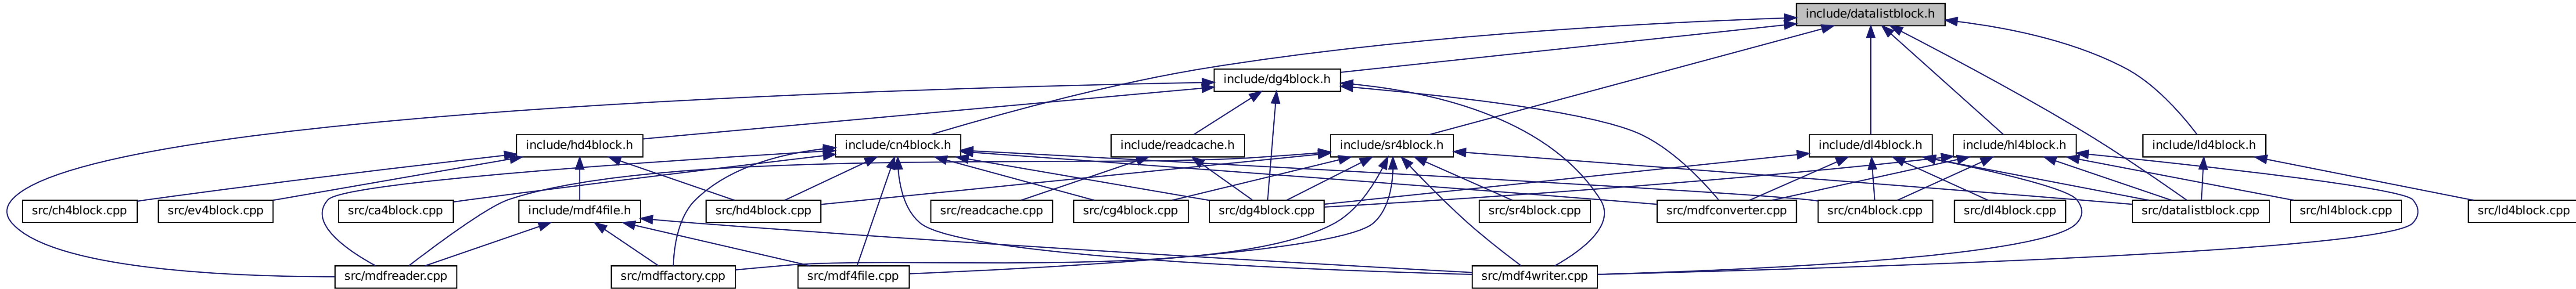 include/datalistblock.h
include/dg4block.h
include/hd4block.h
include/cn4block.h
include/readcache.h
include/sr4block.h
include/dl4block.h
include/hl4block.h
include/ld4block.h
src/ch4block.cpp
src/ev4block.cpp
src/ca4block.cpp
include/mdf4file.h
src/hd4block.cpp
src/readcache.cpp
src/cg4block.cpp
src/dg4block.cpp
src/sr4block.cpp
src/mdfconverter.cpp
src/cn4block.cpp
src/dl4block.cpp
src/datalistblock.cpp
src/hl4block.cpp
src/ld4block.cpp
src/mdfreader.cpp
src/mdffactory.cpp
src/mdf4file.cpp
src/mdf4writer.cpp